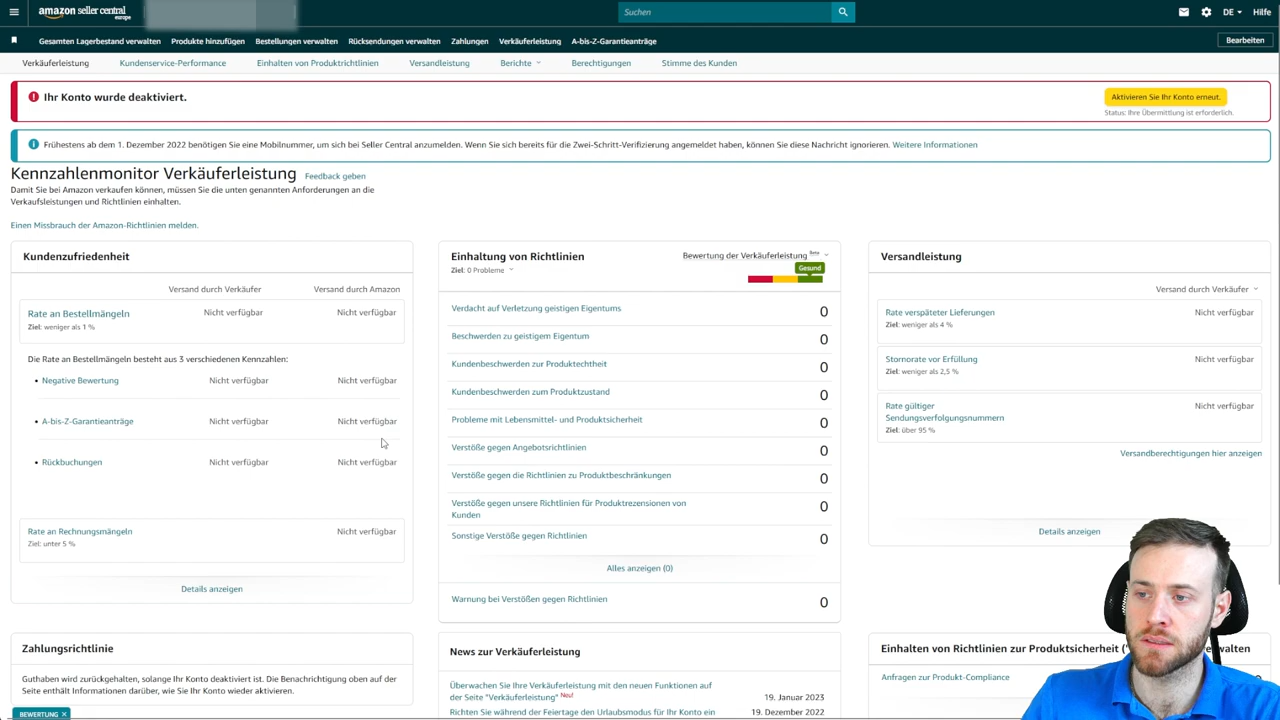 amazon seller central
europe
Suchen
DE
Hilfe
Gesamten Lagerbestand verwalten
Produkte hinzufügen
Bestellungen verwalten
Rücksendungen verwalten
Zahlungen
Verkäuferleistung
A-bis-Z-Garantieanträge
Bearbeiten
Verkäuferleistung
Kundenservice-Performance
Einhalten von Produktrichtlinien
Versandleistung
Berichte
Berechtigungen
Stimme des Kunden
Ihr Konto wurde deaktiviert.
Aktivieren Sie Ihr Konto erneut.
Status: Ihre Übermittlung ist erforderlich.
Frühestens ab dem 1. Dezember 2022 benötigen Sie eine Mobilnummer, um sich bei Seller Central anzumelden. Wenn Sie sich bereits für die Zwei-Schritt-Verifizierung angemeldet haben, können Sie diese Nachricht ignorieren. Weitere Informationen
Kennzahlenmonitor Verkäuferleistung
Feedback geben
Damit Sie bei Amazon verkaufen können, müssen Sie die unten genannten Anforderungen an die
Verkaufsleistungen und Richtlinien einhalten.
Einen Missbrauch der Amazon-Richtlinien melden.
Kundenzufriedenheit
Versand durch Verkäufer
Versand durch Amazon
Rate an Bestellmängeln
Nicht verfügbar
Nicht verfügbar
Ziel: weniger als 1 %
Die Rate an Bestellmängeln besteht aus 3 verschiedenen Kennzahlen:
• Negative Bewertung
Nicht verfügbar
Nicht verfügbar
• A-bis-Z-Garantieanträge
Nicht verfügbar
Nicht verfügbar
• Rückbuchungen
Nicht verfügbar
Nicht verfügbar
Rate an Rechnungsmängeln
Nicht verfügbar
Ziel: unter 5 %
Details anzeigen
Einhaltung von Richtlinien
Ziel: 0 Probleme
Bewertung der Verkäuferleistung Beta
Gesund
Verdacht auf Verletzung geistigen Eigentums
0
Beschwerden zu geistigem Eigentum
0
Kundenbeschwerden zur Produktechtheit
0
Kundenbeschwerden zum Produktzustand
0
Probleme mit Lebensmittel- und Produktsicherheit
0
Verstöße gegen Angebotsrichtlinien
0
Verstöße gegen die Richtlinien zu Produktbeschränkungen
0
Verstöße gegen unsere Richtlinien für Produktrezensionen von
Kunden
0
Sonstige Verstöße gegen Richtlinien
0
Alles anzeigen (0)
Warnung bei Verstößen gegen Richtlinien
0
Versandleistung
Versand durch Verkäufer
Rate verspäteter Lieferungen
Nicht verfügbar
Ziel: weniger als 4 %
Stornorate vor Erfüllung
Nicht verfügbar
Ziel: weniger als 2,5 %
Rate gültiger
Sendungsverfolgungsnummern
Nicht verfügbar
Ziel: über 95 %
Versandberechtigungen hier anzeigen
Details anzeigen
Zahlungsrichtlinie
Guthaben wird zurückgehalten, solange Ihr Konto deaktiviert ist. Die Benachrichtigung oben auf der
Seite enthält Informationen darüber, wie Sie Ihr Konto wieder aktivieren.
BEWERTUNG X
News zur Verkäuferleistung
Überwachen Sie Ihre Verkäuferleistung mit den neuen Funktionen auf
der Seite "Verkäuferleistung" Neu!
19. Januar 2023
Richten Sie während der Feiertage den Urlaubsmodus für Ihr Konto ein
19. Dezember 2022
Einhalten von Richtlinien zur Produktsicherheit
Anfragen zur Produkt-Compliance